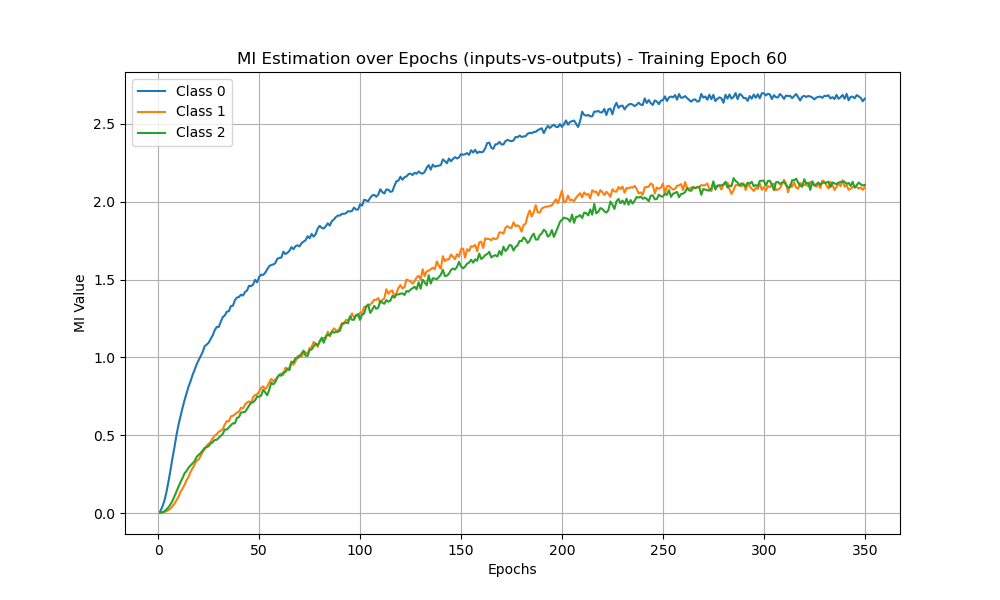 MI Estimation over Epochs (inputs-vs-outputs) - Training Epoch 60
Class 0
Class 1
Class 2
MI Value
2.5
2.0
1.5
1.0
0.5
0.0
0 50 100 150 200 250 300 350
Epochs